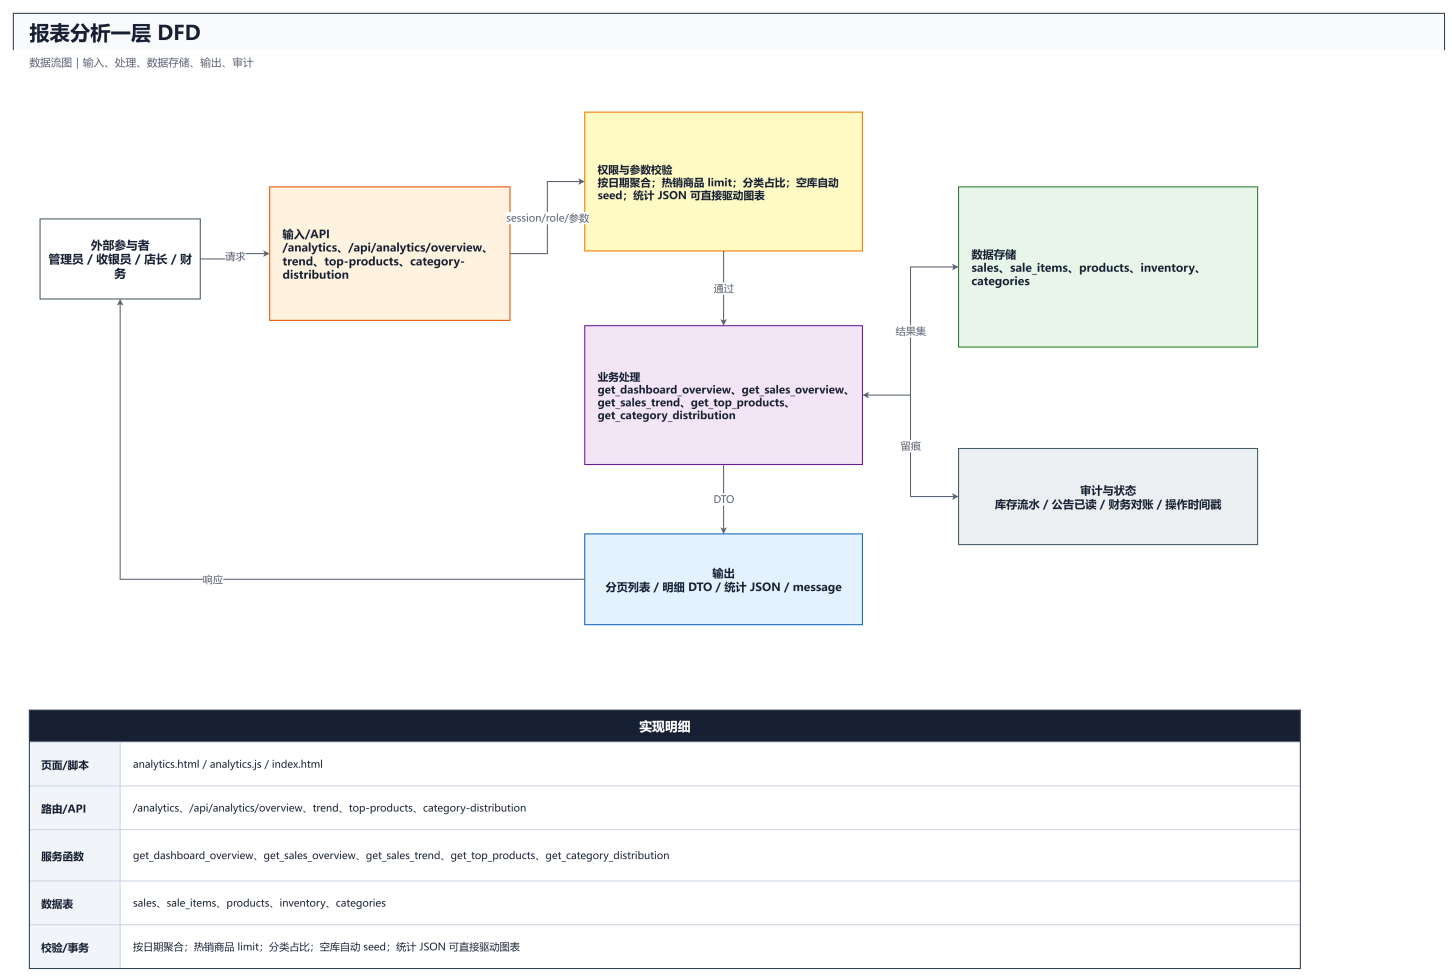 报表分析一层 DFD
数据流图 | 输入、处理、数据存储、输出、审计
外部参与者
管理员 / 收银员 / 店长 / 财
务
请求
输入/API
/analytics、/api/analytics/overview、
trend、top-products、category-
distribution
session/role/参数
权限与参数校验
按日期聚合；热销商品 limit；分类占比；空库自动
seed；统计 JSON 可直接驱动图表
通过
业务处理
get_dashboard_overview、get_sales_overview、
get_sales_trend、get_top_products、
get_category_distribution
结果集
数据存储
sales、sale_items、products、inventory、
categories
留痕
审计与状态
库存流水 / 公告已读 / 财务对账 / 操作时间戳
DTO
输出
分页列表 / 明细 DTO / 统计 JSON / message
响应
实现明细
页面/脚本
analytics.html / analytics.js / index.html
路由/API
/analytics、/api/analytics/overview、trend、top-products、category-distribution
服务函数
get_dashboard_overview、get_sales_overview、get_sales_trend、get_top_products、get_category_distribution
数据表
sales、sale_items、products、inventory、categories
校验/事务
按日期聚合；热销商品 limit；分类占比；空库自动 seed；统计 JSON 可直接驱动图表